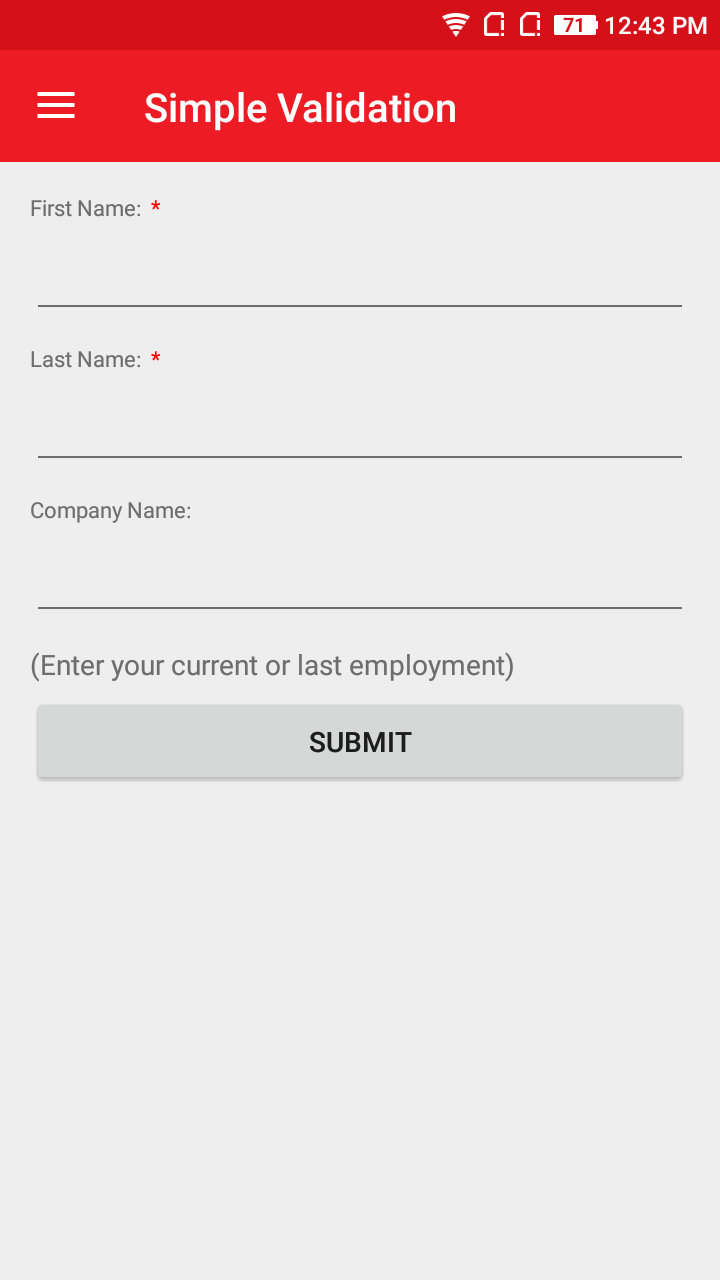 71 12:43 PM
Simple Validation
First Name: *
Last Name: *
Company Name:
(Enter your current or last employment)
SUBMIT